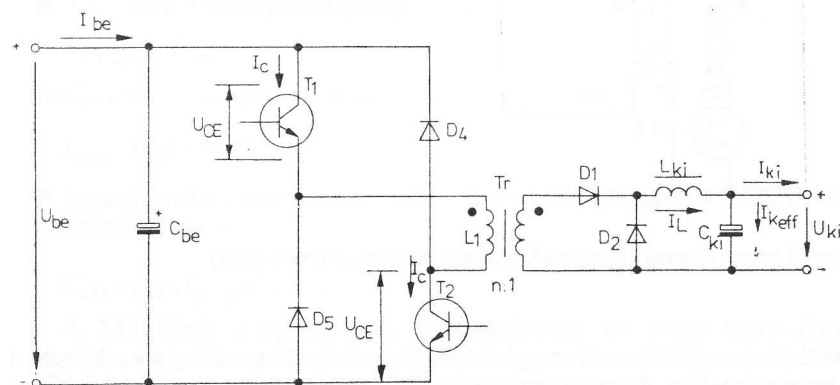 I be
+
I c
T1
U CE
D4
U be
+
C be
Tr
D1
L ki
I ki
+
L1
I L
D2
C ki
I keff
U ki
-
n:1
I c
T2
D5
U CE
-